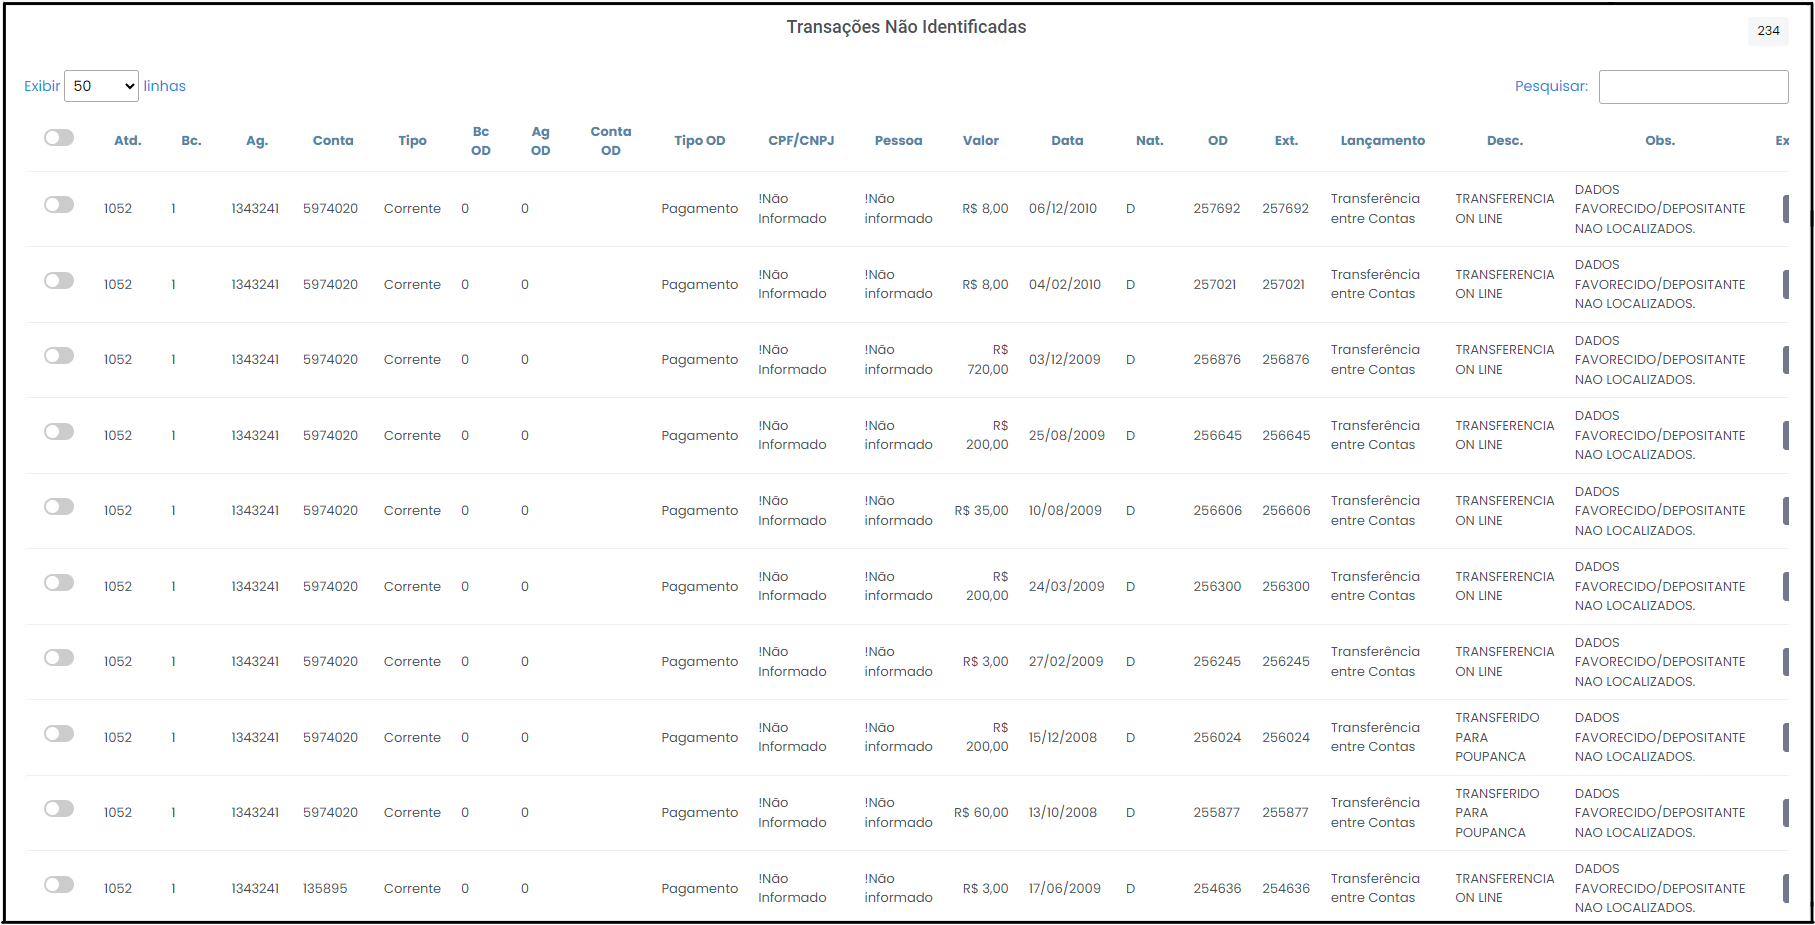 Transações Não Identificadas
234
Exibir 50 linhas
Pesquisar:
Atd. Bc. Ag. Conta Tipo Bc OD Ag OD Conta OD Tipo OD CPF/CNPJ Pessoa Valor Data Nat. OD Ext. Lançamento Desc. Obs. Ex
1052 1 1343241 5974020 Corrente 0 0 Pagamento !Não Informado !Não informado R$ 8,00 06/12/2010 D 257692 257692 Transferência entre Contas TRANSFERENCIA ON LINE DADOS FAVORECIDO/DEPOSITANTE NAO LOCALIZADOS.
1052 1 1343241 5974020 Corrente 0 0 Pagamento !Não Informado !Não informado R$ 8,00 04/02/2010 D 257021 257021 Transferência entre Contas TRANSFERENCIA ON LINE DADOS FAVORECIDO/DEPOSITANTE NAO LOCALIZADOS.
1052 1 1343241 5974020 Corrente 0 0 Pagamento !Não Informado !Não informado R$ 720,00 03/12/2009 D 256876 256876 Transferência entre Contas TRANSFERENCIA ON LINE DADOS FAVORECIDO/DEPOSITANTE NAO LOCALIZADOS.
1052 1 1343241 5974020 Corrente 0 0 Pagamento !Não Informado !Não informado R$ 200,00 25/08/2009 D 256645 256645 Transferência entre Contas TRANSFERENCIA ON LINE DADOS FAVORECIDO/DEPOSITANTE NAO LOCALIZADOS.
1052 1 1343241 5974020 Corrente 0 0 Pagamento !Não Informado !Não informado R$ 35,00 10/08/2009 D 256606 256606 Transferência entre Contas TRANSFERENCIA ON LINE DADOS FAVORECIDO/DEPOSITANTE NAO LOCALIZADOS.
1052 1 1343241 5974020 Corrente 0 0 Pagamento !Não Informado !Não informado R$ 200,00 24/03/2009 D 256300 256300 Transferência entre Contas TRANSFERENCIA ON LINE DADOS FAVORECIDO/DEPOSITANTE NAO LOCALIZADOS.
1052 1 1343241 5974020 Corrente 0 0 Pagamento !Não Informado !Não informado R$ 3,00 27/02/2009 D 256245 256245 Transferência entre Contas TRANSFERENCIA ON LINE DADOS FAVORECIDO/DEPOSITANTE NAO LOCALIZADOS.
1052 1 1343241 5974020 Corrente 0 0 Pagamento !Não Informado !Não informado R$ 200,00 15/12/2008 D 256024 256024 Transferência entre Contas TRANSFERIDO PARA POUPANCA DADOS FAVORECIDO/DEPOSITANTE NAO LOCALIZADOS.
1052 1 1343241 5974020 Corrente 0 0 Pagamento !Não Informado !Não informado R$ 60,00 13/10/2008 D 255877 255877 Transferência entre Contas TRANSFERIDO PARA POUPANCA DADOS FAVORECIDO/DEPOSITANTE NAO LOCALIZADOS.
1052 1 1343241 135895 Corrente 0 0 Pagamento !Não Informado !Não informado R$ 3,00 17/06/2009 D 254636 254636 Transferência entre Contas TRANSFERENCIA ON LINE DADOS FAVORECIDO/DEPOSITANTE NAO LOCALIZADOS.